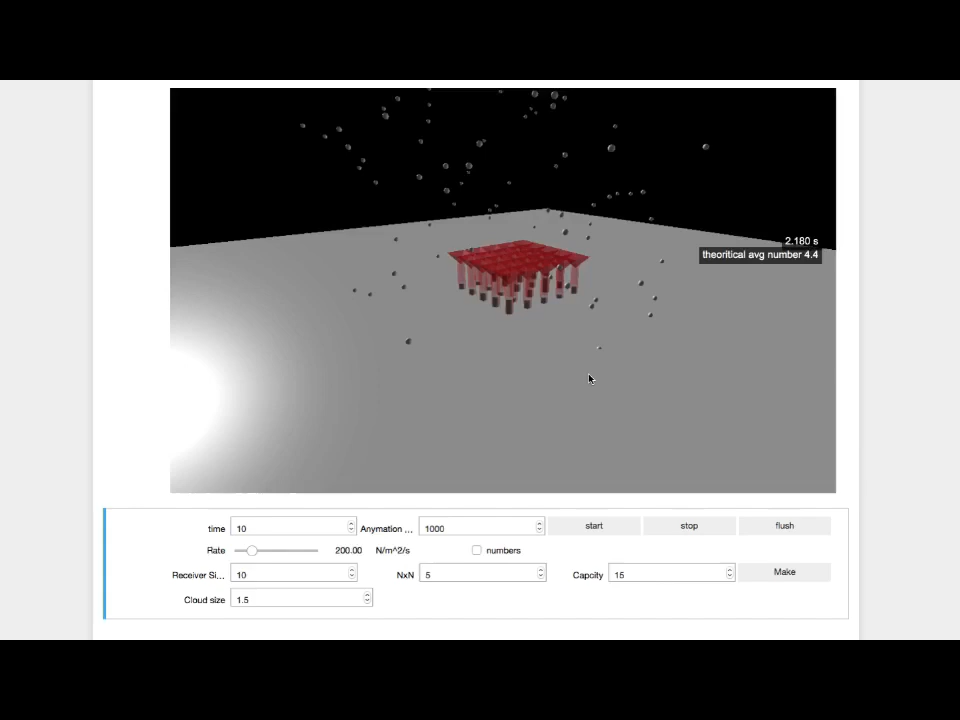 2.180 s
theoritical avg number 4.4
time 10 Anymation ... 1000 start stop flush
Rate 200.00 N/m^2/s numbers
Receiver Si... 10 NxN 5 Capcity 15 Make
Cloud size 1.5